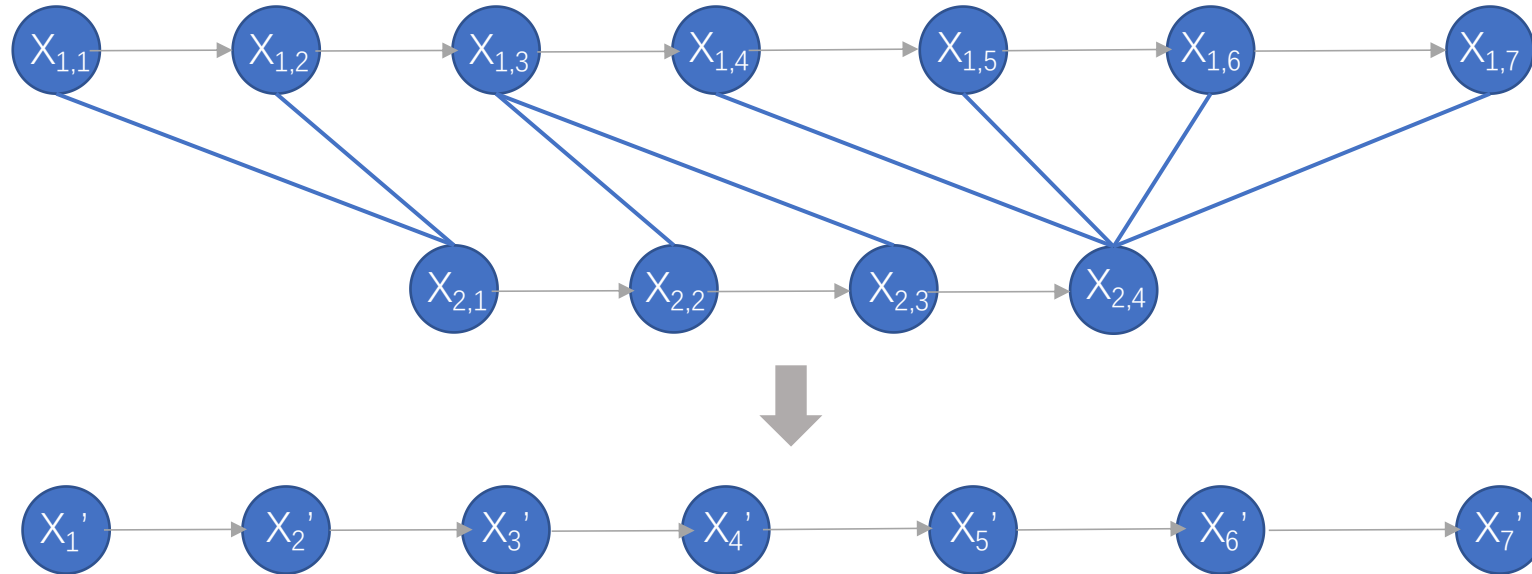 X1,1 X1,2 X1,3 X1,4 X1,5 X1,6 X1,7
X2,1 X2,2 X2,3 X2,4
X1’ X2’ X3’ X4’ X5’ X6’ X7’